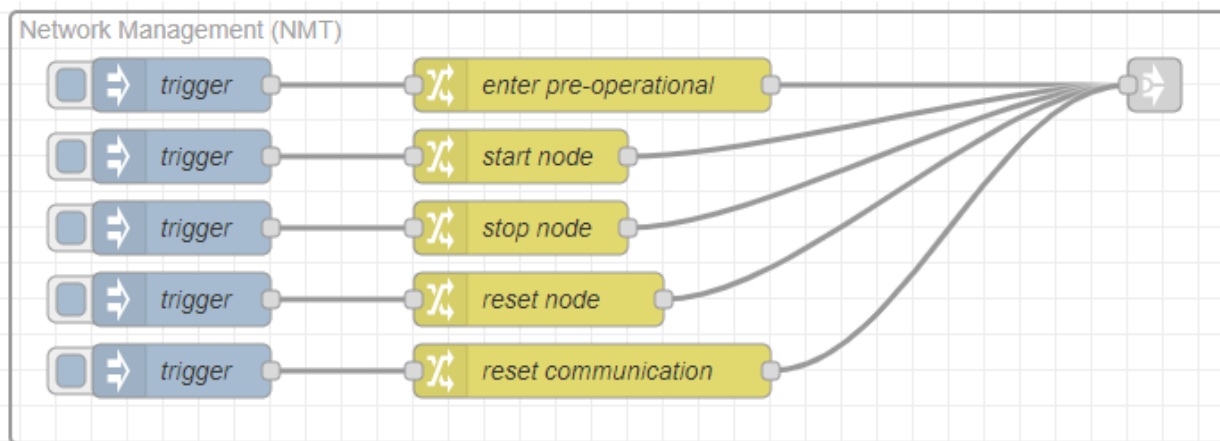 Network Management (NMT)
trigger enter pre-operational
trigger start node
trigger stop node
trigger reset node
trigger reset communication